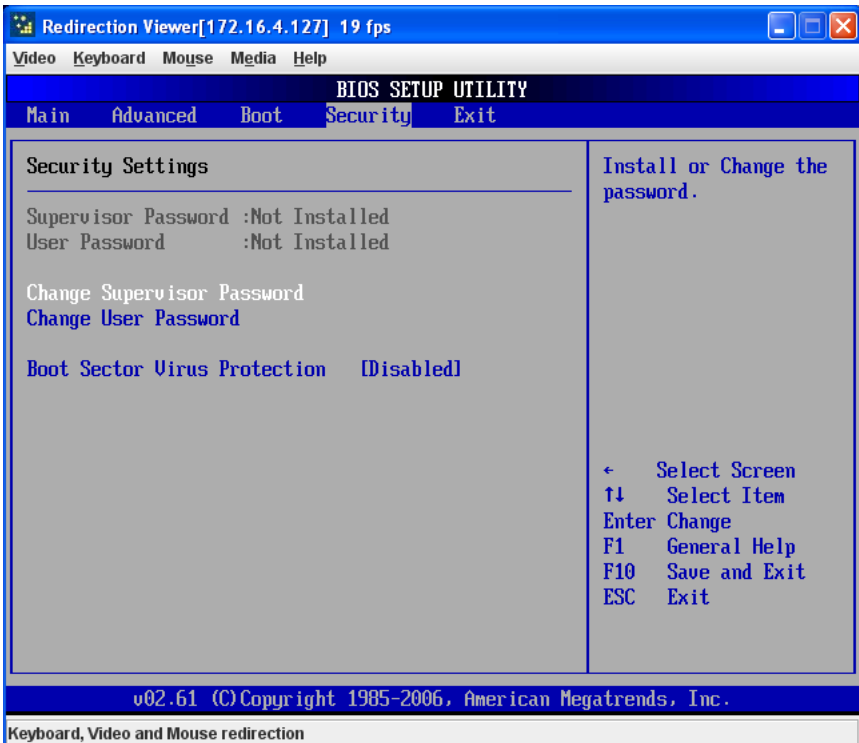 Redirection Viewer[172.16.4.127] 19 fps
Video Keyboard Mouse Media Help
BIOS SETUP UTILITY
Main Advanced Boot Security Exit
Security Settings
Supervisor Password :Not Installed
User Password :Not Installed
Change Supervisor Password
Change User Password
Boot Sector Virus Protection [Disabled]
Install or Change the
password.
← Select Screen
↑↓ Select Item
Enter Change
F1 General Help
F10 Save and Exit
ESC Exit
v02.61 (C)Copyright 1985-2006, American Megatrends, Inc.
Keyboard, Video and Mouse redirection